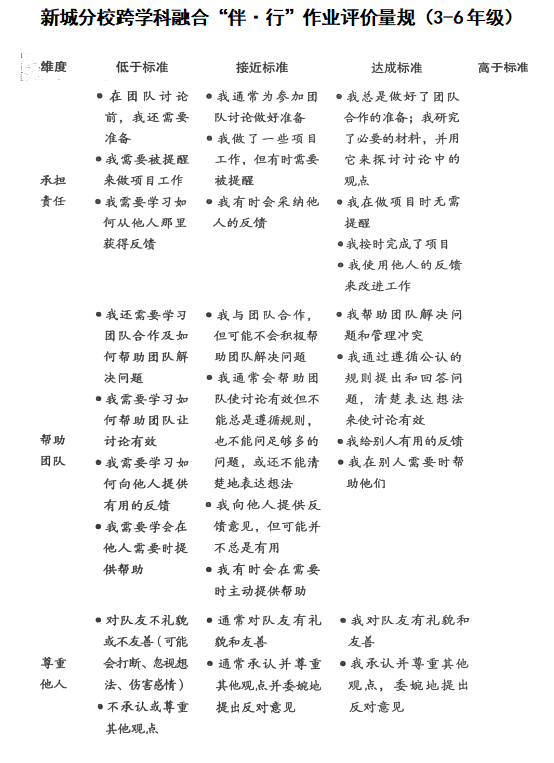 新城分校跨学科融合“伴·行”作业评价量规（3-6年级）
维度 低于标准 接近标准 达成标准 高于标准
承担
责任
●在团队讨论
前，我还需要
准备
●我需要被提醒
来做项目工作
●我需要学习如
何从他人那里
获得反馈
●我通常为参加团
队讨论做好准备
●我做了一些项目
工作，但有时需要
被提醒
●我有时会采纳他
人的反馈
●我总是做好了团队
合作的准备；我研究
了必要的材料，并用
它来探讨讨论中的
观点
●我在做项目时无需
提醒
●我按时完成了项目
●我使用他人的反馈
来改进工作
帮助
团队
●我还需要学习
团队合作及如
何帮助团队解
决问题
●我需要学习如
何帮助团队让
讨论有效
●我需要学习如
何向他人提供
有用的反馈
●我需要学会在
他人需要时提
供帮助
●我与团队合作，
但可能不会积极帮
助团队解决问题
●我通常会帮助团
队使讨论有效但不
能总是遵循规则，
也不能问足够多的
问题，或还不能清
楚地表达想法
●我向他人提供反
馈意见，但可能并
不总是有用
●我有时会在需要
时主动提供帮助
●我帮助团队解决问
题和管理冲突
●我通过遵循公认的
规则提出和回答问
题，清楚表达想法
来使讨论有效
●我给别人有用的反馈
●我在别人需要时帮
助他们
尊重
他人
●对队友不礼貌
或不友善（可能
会打断、忽视想
法、伤害感情）
●不承认或尊重
其他观点
●通常对队友有礼
貌和友善
●通常承认并尊重
其他观点并委婉地
提出反对意见
●我对队友有礼貌和
友善
●我承认并尊重其他
观点，委婉地提出
反对意见